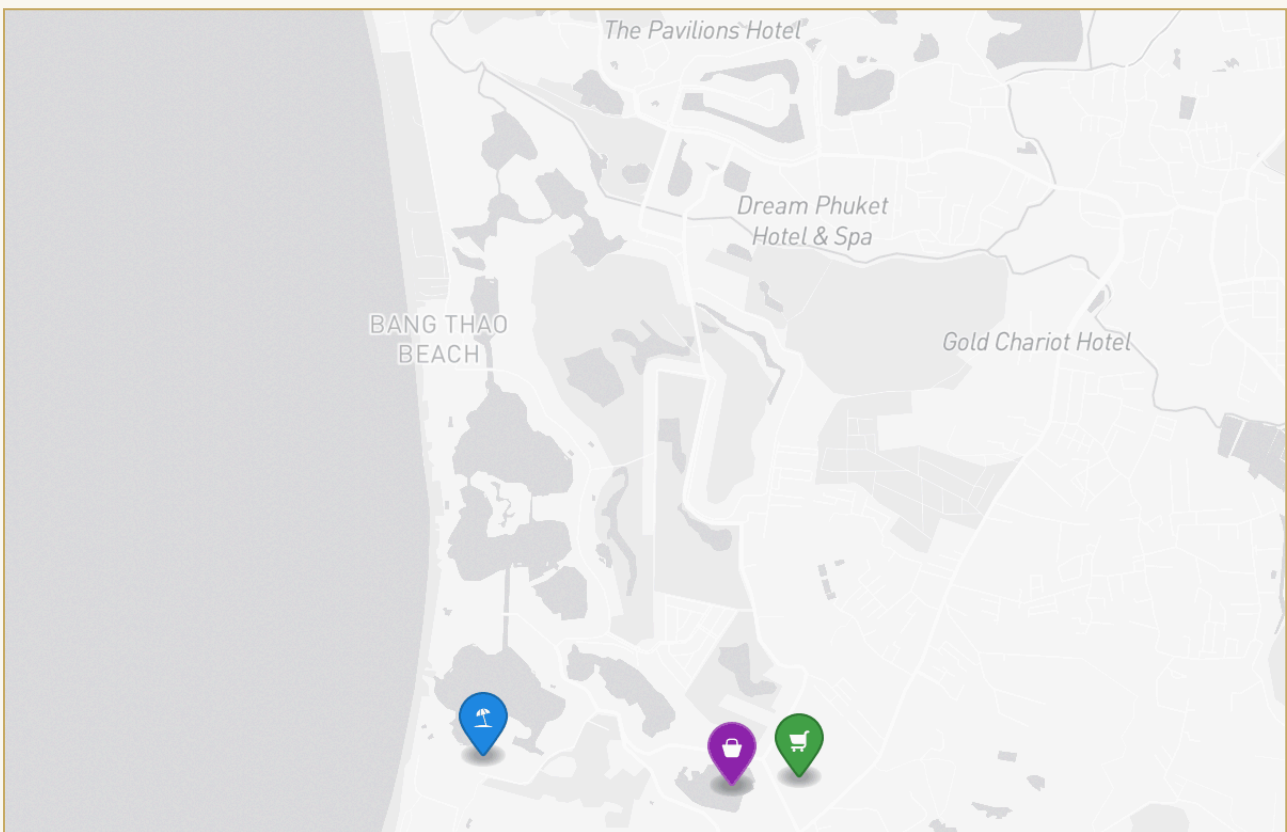 The Pavilions Hotel
Dream Phuket
Hotel & Spa
BANG THAO
BEACH
Gold Chariot Hotel